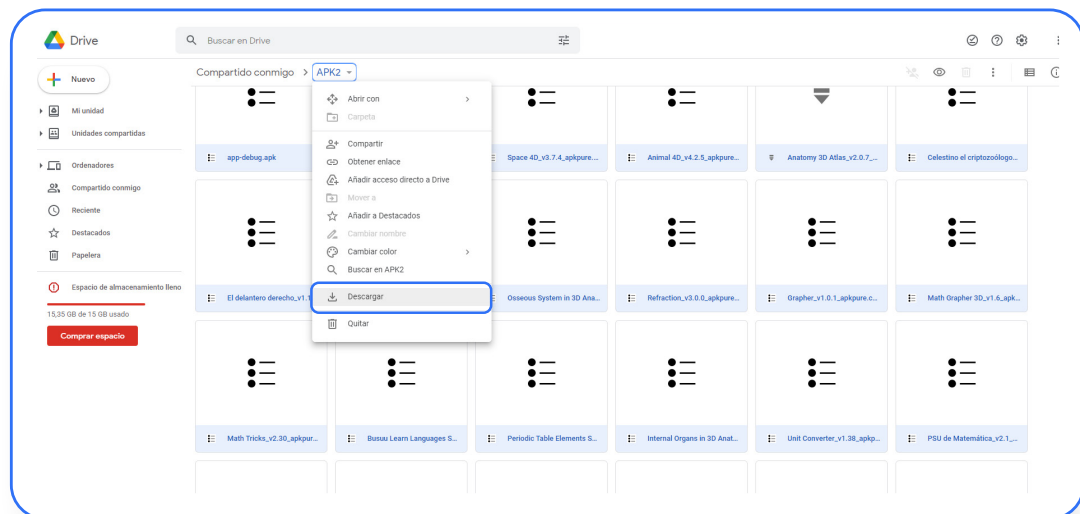 Drive
Buscar en Drive
Nuevo
Compartido conmigo > APK2
Mi unidad
Unidades compartidas
Ordenadores
Compartido conmigo
Reciente
Destacados
Papelera
Espacio de almacenamiento lleno
15,35 GB de 15 GB usado
Comprar espacio
Abrir con
Carpeta
Compartir
Obtener enlace
Añadir acceso directo a Drive
Mover a
Añadir a Destacados
Cambiar nombre
Cambiar color
Buscar en APK2
Descargar
Quitar
app-debug.apk
Space 4D_v3.7.4_apkpure...
Animal 4D_v4.2.5_apkpure...
Anatomy 3D Atlas_v2.0.7_...
Celestino el criptozoólogo...
El delantero derecho_v1.1
Osseous System in 3D Ana...
Refraction_v3.0.0_apkpure...
Grapher_v1.0.1_apkpure.c...
Math Grapher 3D_v1.6_apk...
Math Tricks_v2.30_apkpur...
Busuu Learn Languages S...
Periodic Table Elements S...
Internal Organs in 3D Anat...
Unit Converter_v1.38_apkp...
PSU de Matemática_v2.1_...